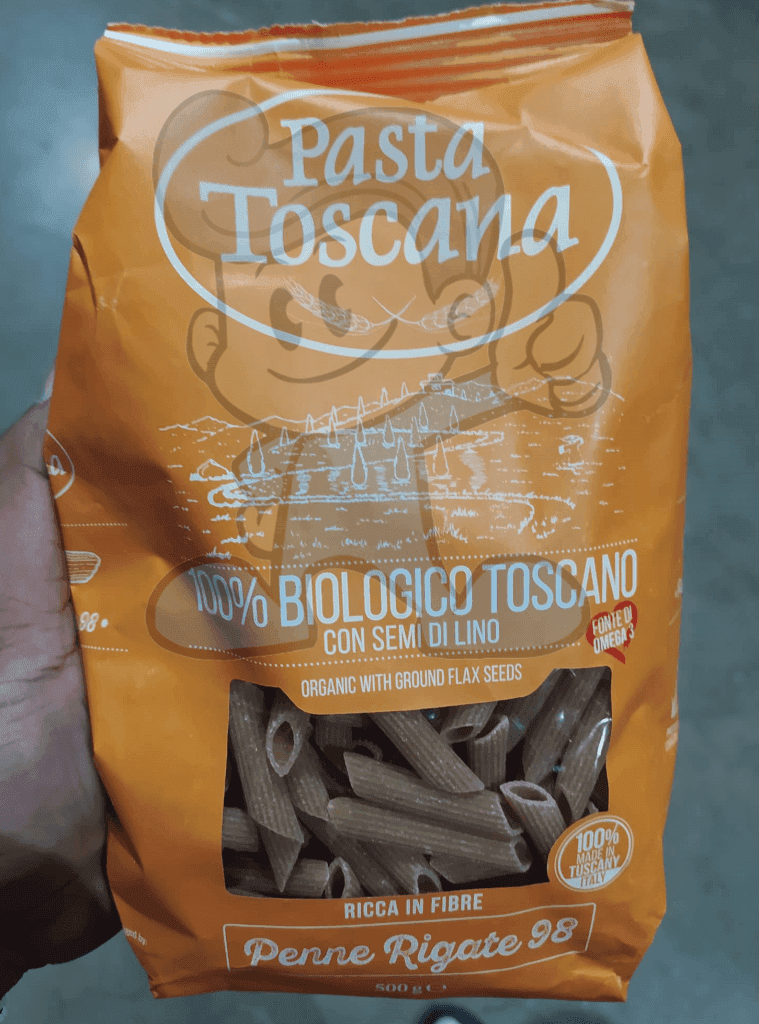 Pasta
Toscana
100% BIOLOGICO TOSCANO
CON SEMI DI LINO
FONTE DI
OMEGA 3
ORGANIC WITH GROUND FLAX SEEDS
98
100%
MADE IN
TUSCANY
ITALY
RICCA IN FIBRE
Penne Rigate 98
500 g e